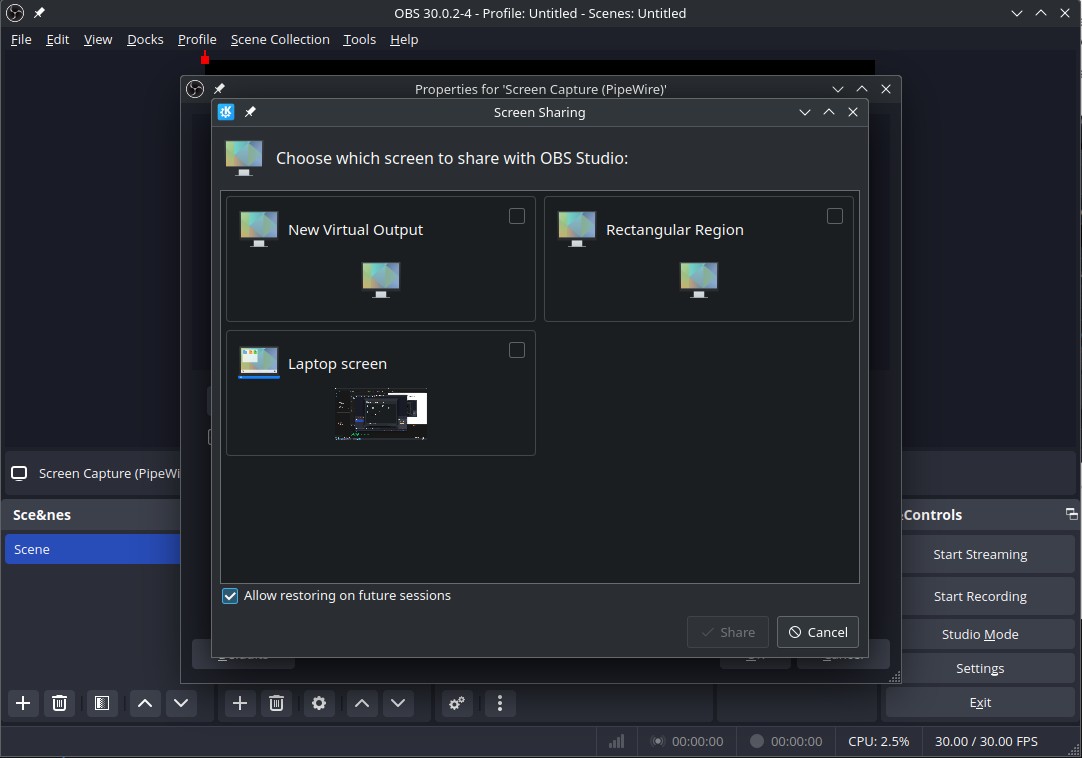 OBS 30.0.2-4 - Profile: Untitled - Scenes: Untitled
File Edit View Docks Profile Scene Collection Tools Help
Properties for 'Screen Capture (PipeWire)'
Screen Sharing
Choose which screen to share with OBS Studio:
New Virtual Output
Rectangular Region
Laptop screen
Allow restoring on future sessions
Share Cancel
Screen Capture (PipeWi
Sce&nes
Scene
Controls
Start Streaming
Start Recording
Studio Mode
Settings
Exit
00:00:00 00:00:00 CPU: 2.5% 30.00 / 30.00 FPS